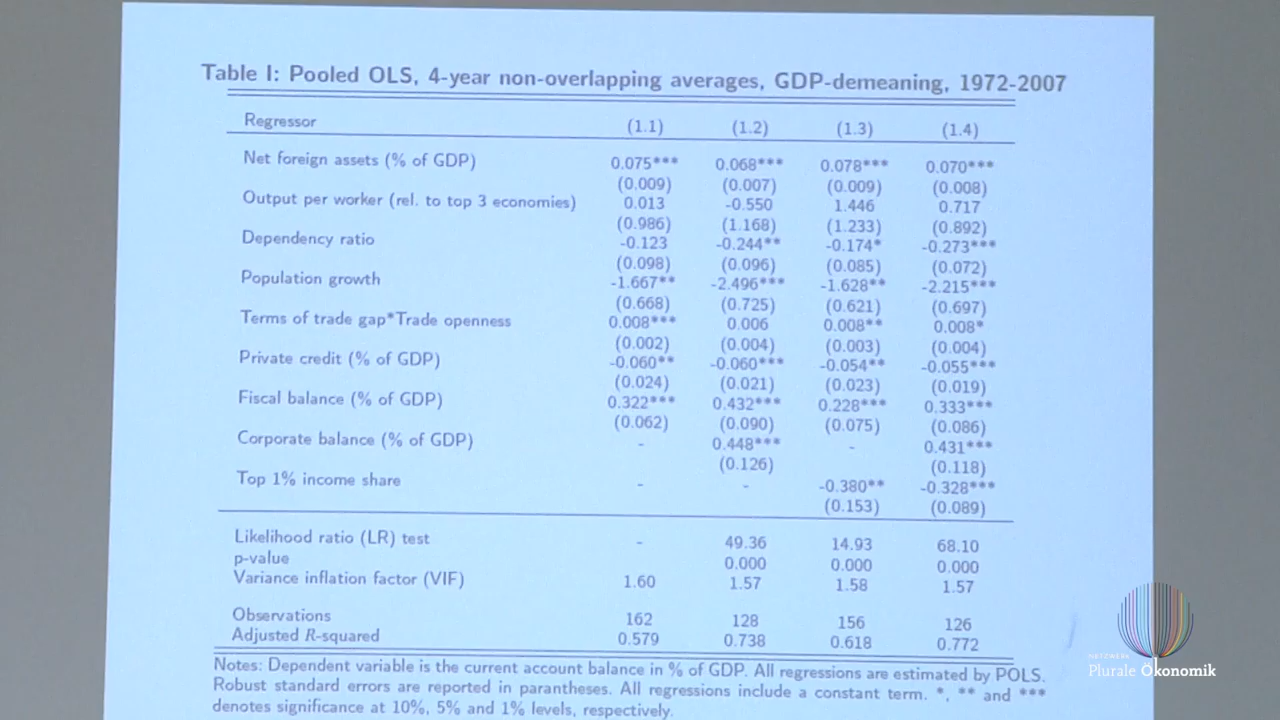 Table I: Pooled OLS, 4-year non-overlapping averages, GDP-demeaning, 1972-2007
Regressor (1.1) (1.2) (1.3) (1.4)
Net foreign assets (% of GDP) 0.075*** 0.068*** 0.078*** 0.070***
(0.009) (0.007) (0.009) (0.008)
Output per worker (rel. to top 3 economies) 0.013 -0.550 1.446 0.717
(0.986) (1.168) (1.233) (0.892)
Dependency ratio -0.123 -0.244** -0.174* -0.273***
(0.098) (0.096) (0.085) (0.072)
Population growth -1.667** -2.496*** -1.628** -2.215***
(0.668) (0.725) (0.621) (0.697)
Terms of trade gap*Trade openness 0.008*** 0.006 0.008** 0.008*
(0.002) (0.004) (0.003) (0.004)
Private credit (% of GDP) -0.060** -0.060*** -0.054** -0.055***
(0.024) (0.021) (0.023) (0.019)
Fiscal balance (% of GDP) 0.322*** 0.432*** 0.228*** 0.333***
(0.062) (0.090) (0.075) (0.086)
Corporate balance (% of GDP) - 0.448*** - 0.431***
(0.126) (0.118)
Top 1% income share - - -0.380** -0.328***
(0.153) (0.089)
Likelihood ratio (LR) test - 49.36 14.93 68.10
p-value 0.000 0.000 0.000
Variance inflation factor (VIF) 1.60 1.57 1.58 1.57
Observations 162 128 156 126
Adjusted R-squared 0.579 0.738 0.618 0.772
Notes: Dependent variable is the current account balance in % of GDP. All regressions are estimated by POLS.
Robust standard errors are reported in parantheses. All regressions include a constant term. *, ** and ***
denotes significance at 10%, 5% and 1% levels, respectively.
NETZWERK
Plurale Ökonomik